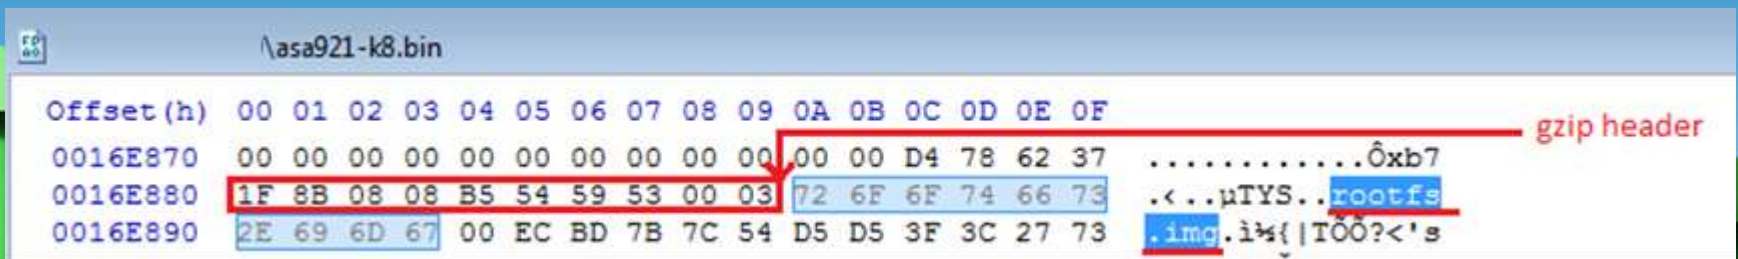 \asa921-k8.bin
Offset(h) 00 01 02 03 04 05 06 07 08 09 0A 0B 0C 0D 0E 0F
gzip header
0016E870 00 00 00 00 00 00 00 00 00 00 00 00 D4 78 62 37 ............Ôxb7
0016E880 1F 8B 08 08 B5 54 59 53 00 03 72 6F 6F 74 66 73 .‹..µTYS..rootfs
0016E890 2E 69 6D 67 00 EC BD 7B 7C 54 D5 D5 3F 3C 27 73 .img.ì½{|TÕÕ?<'s